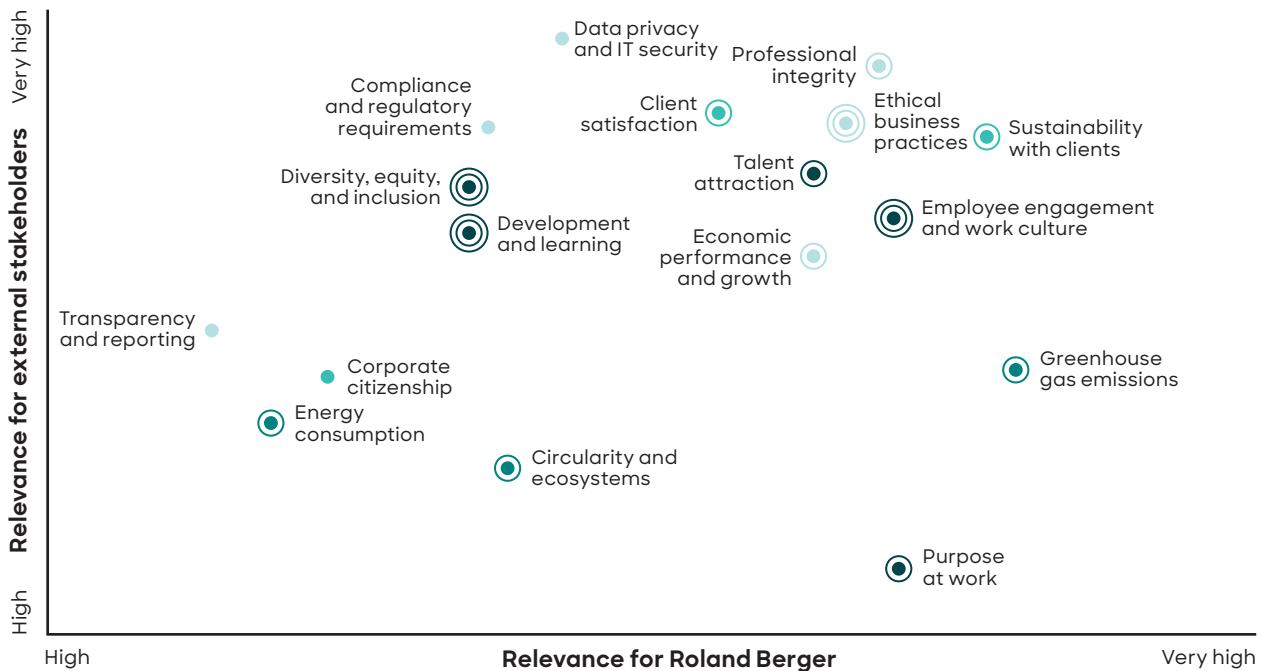 Very high
Relevance for external stakeholders
High
Data privacy
and IT security
Professional
integrity
Compliance
and regulatory
requirements
Client
satisfaction
Ethical
business
practices
Sustainability
with clients
Talent
attraction
Diversity, equity,
and inclusion
Employee engagement
and work culture
Development
and learning
Economic
performance
and growth
Transparency
and reporting
Corporate
citizenship
Greenhouse
gas emissions
Energy
consumption
Circularity and
ecosystems
Purpose
at work
High
Relevance for Roland Berger
Very high